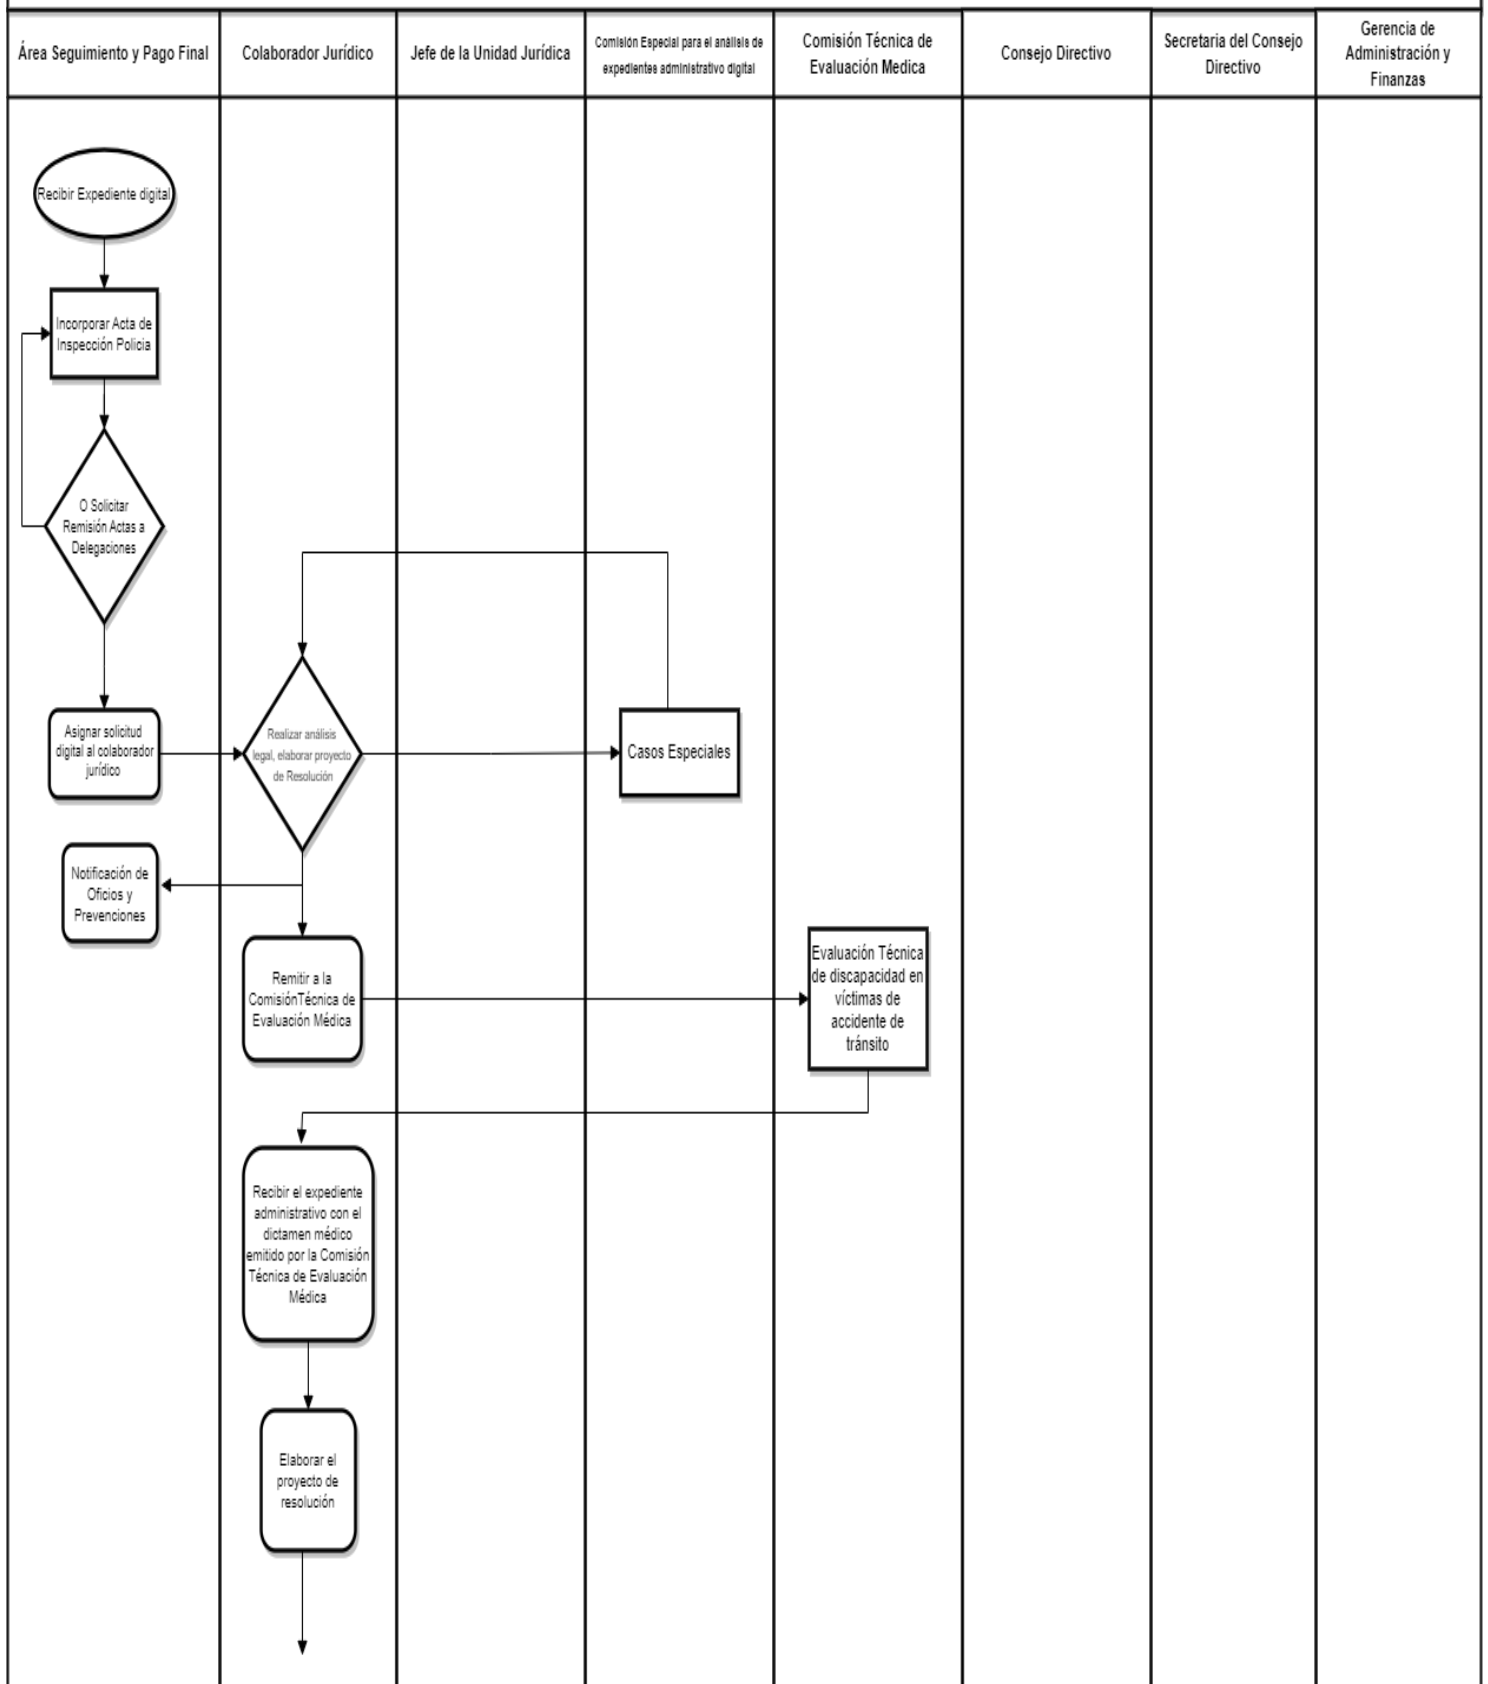 Área Seguimiento y Pago Final
Colaborador Jurídico
Jefe de la Unidad Jurídica
Comisión Especial para el análisis de
expedientes administrativo digital
Comisión Técnica de
Evaluación Medica
Consejo Directivo
Secretaria del Consejo
Directivo
Gerencia de
Administración y
Finanzas
Recibir Expediente digital
Incorporar Acta de
Inspección Policia
O Solicitar
Remisión Actas a
Delegaciones
Asignar solicitud
digital al colaborador
jurídico
Realizar análisis
legal, elaborar proyecto
de Resolución
Casos Especiales
Notificación de
Oficios y
Prevenciones
Remitir a la
ComisiónTécnica de
Evaluación Médica
Evaluación Técnica
de discapacidad en
víctimas de
accidente de
tránsito
Recibir el expediente
administrativo con el
dictamen médico
emitido por la Comisión
Técnica de Evaluación
Médica
Elaborar el
proyecto de
resolución